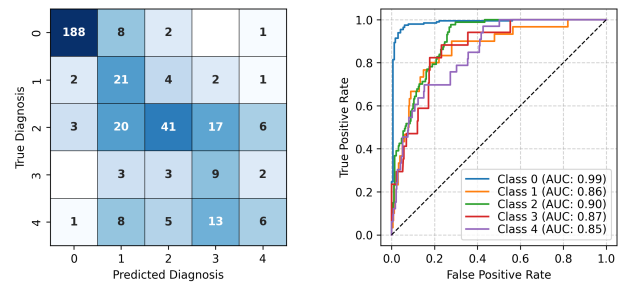 0 188 8 2 1
1 2 21 4 2 1
2 3 20 41 17 6
3 3 3 9 2
4 1 8 5 13 6
0 1 2 3 4
Predicted Diagnosis
True Diagnosis
1.0
0.8
0.6
0.4
0.2
0.0
True Positive Rate
Class 0 (AUC: 0.99)
Class 1 (AUC: 0.86)
Class 2 (AUC: 0.90)
Class 3 (AUC: 0.87)
Class 4 (AUC: 0.85)
0.0 0.2 0.4 0.6 0.8 1.0
False Positive Rate